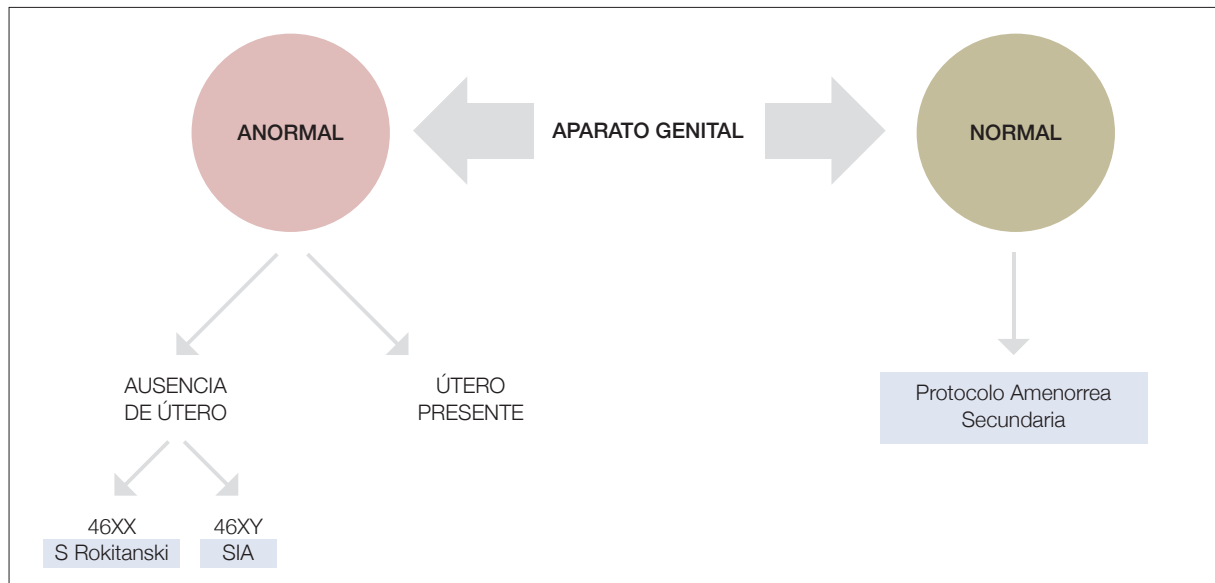 ANORMAL
APARATO GENITAL
NORMAL
AUSENCIA
DE ÚTERO
ÚTERO
PRESENTE
Protocolo Amenorrea
Secundaria
46XX
S Rokitanski
46XY
SIA